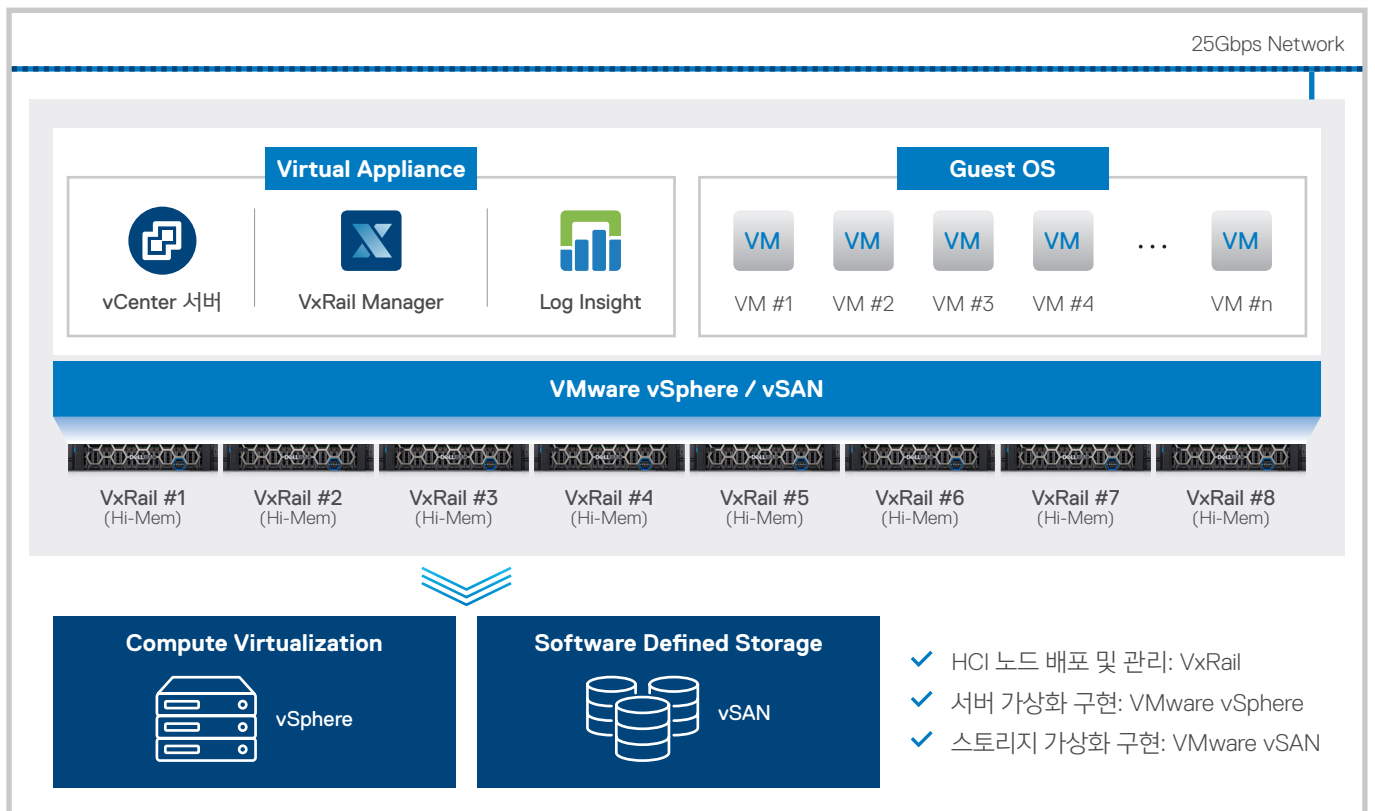 25Gbps Network
Virtual Appliance
Guest OS
vCenter 서버
VxRail Manager
Log Insight
VM VM VM VM ... VM
VM #1 VM #2 VM #3 VM #4 VM #n
VMware vSphere / vSAN
VxRail #1 VxRail #2 VxRail #3 VxRail #4 VxRail #5 VxRail #6 VxRail #7 VxRail #8
(Hi-Mem) (Hi-Mem) (Hi-Mem) (Hi-Mem) (Hi-Mem) (Hi-Mem) (Hi-Mem) (Hi-Mem)
Compute Virtualization
vSphere
Software Defined Storage
vSAN
HCI 노드 배포 및 관리: VxRail
서버 가상화 구현: VMware vSphere
스토리지 가상화 구현: VMware vSAN